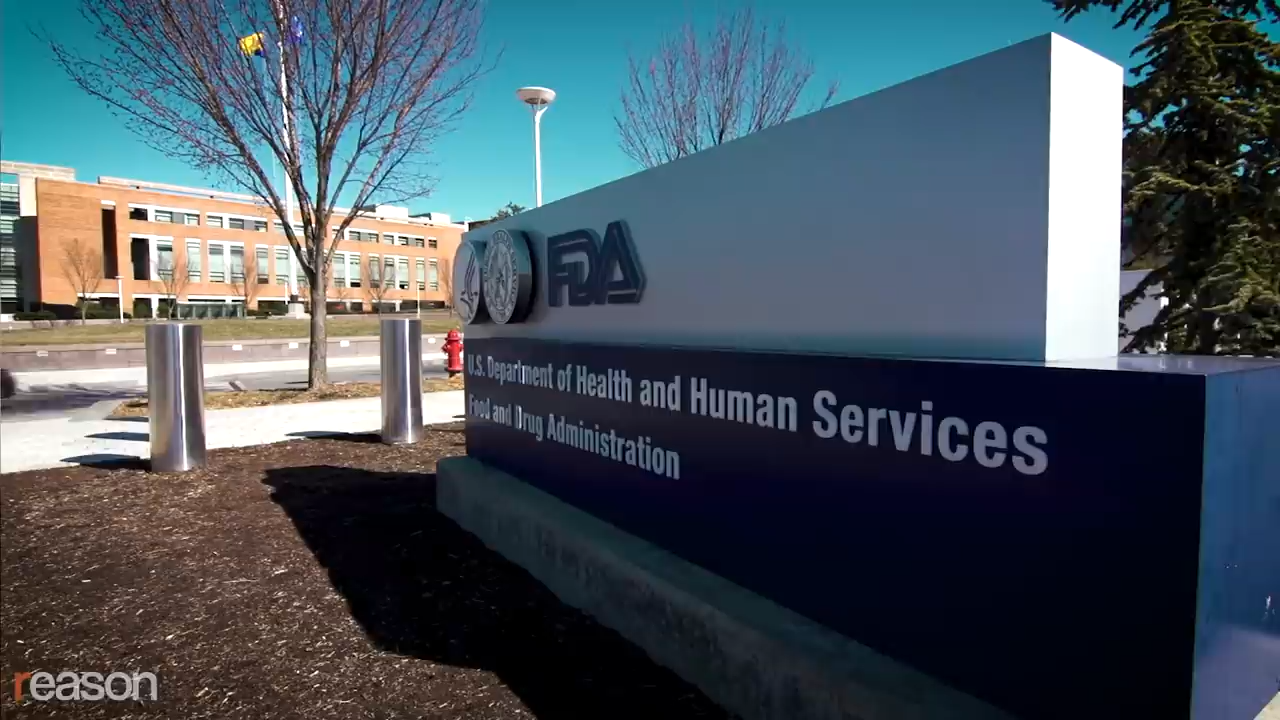 FDA
U.S. Department of Health and Human Services
Food and Drug Administration
reason